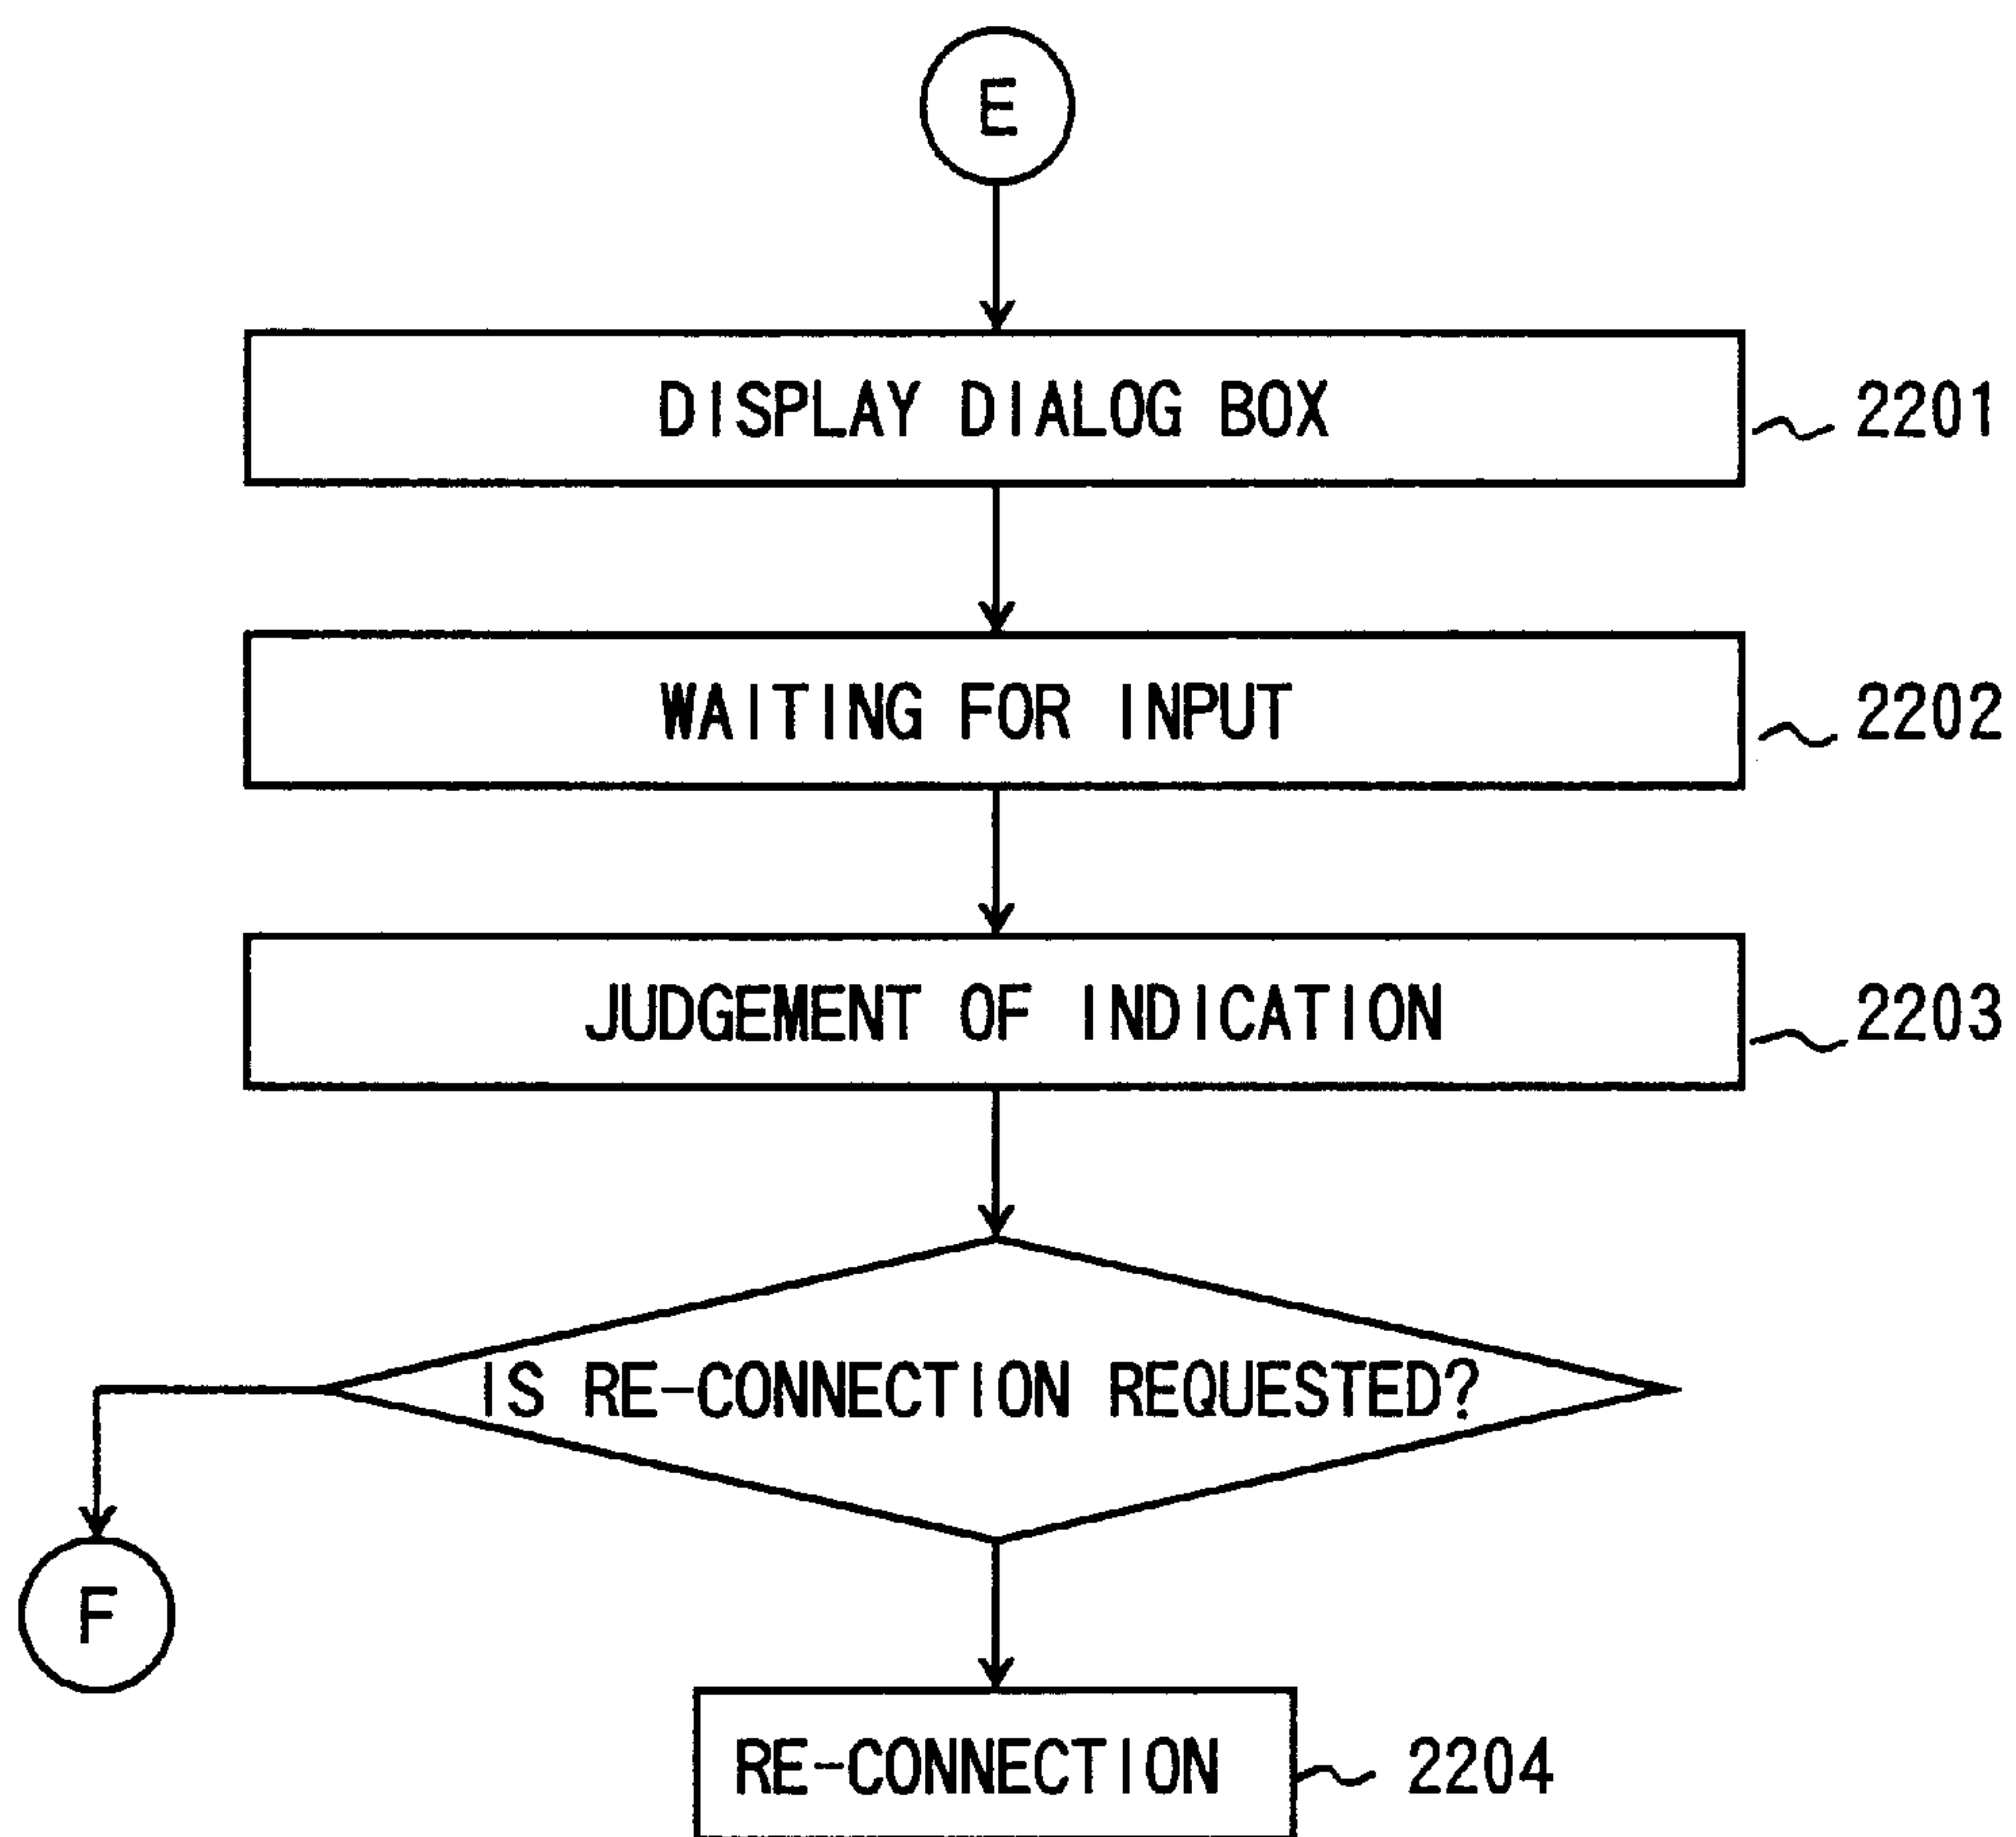 E
DISPLAY DIALOG BOX
2201
WAITING FOR INPUT
2202
JUDGEMENT OF INDICATION
2203
IS RE-CONNECTION REQUESTED?
F
RE-CONNECTION
2204